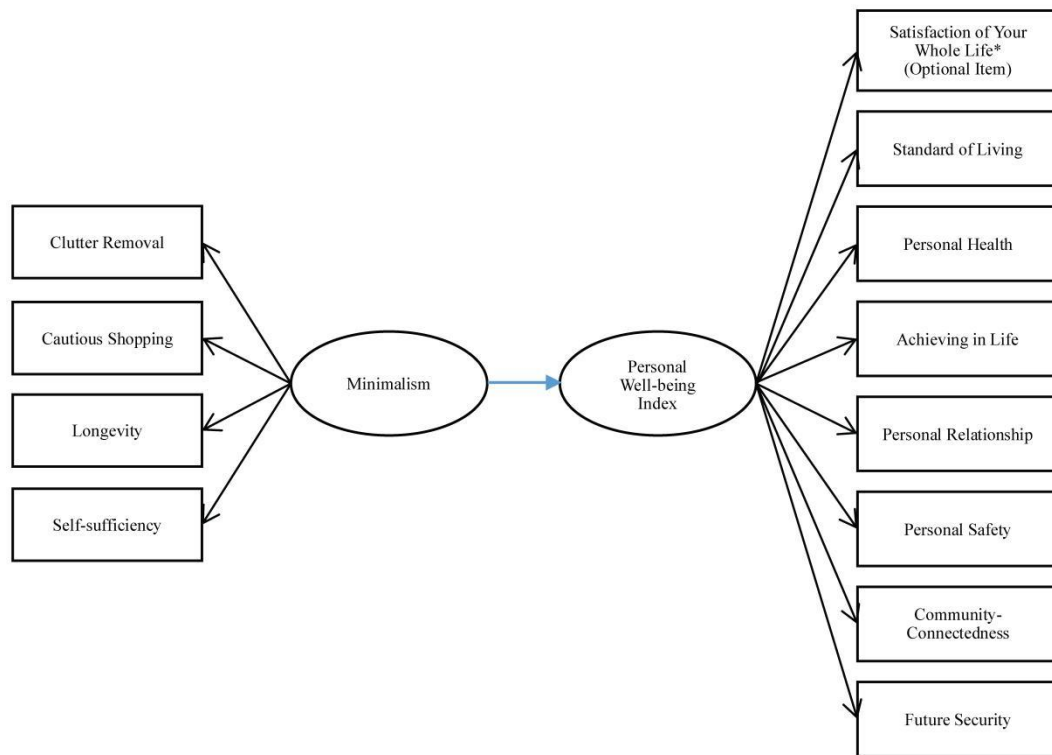 Clutter Removal
Cautious Shopping
Longevity
Self-sufficiency
Minimalism
Personal
Well-being
Index
Satisfaction of Your
Whole Life*
(Optional Item)
Standard of Living
Personal Health
Achieving in Life
Personal Relationship
Personal Safety
Community-
Connectedness
Future Security